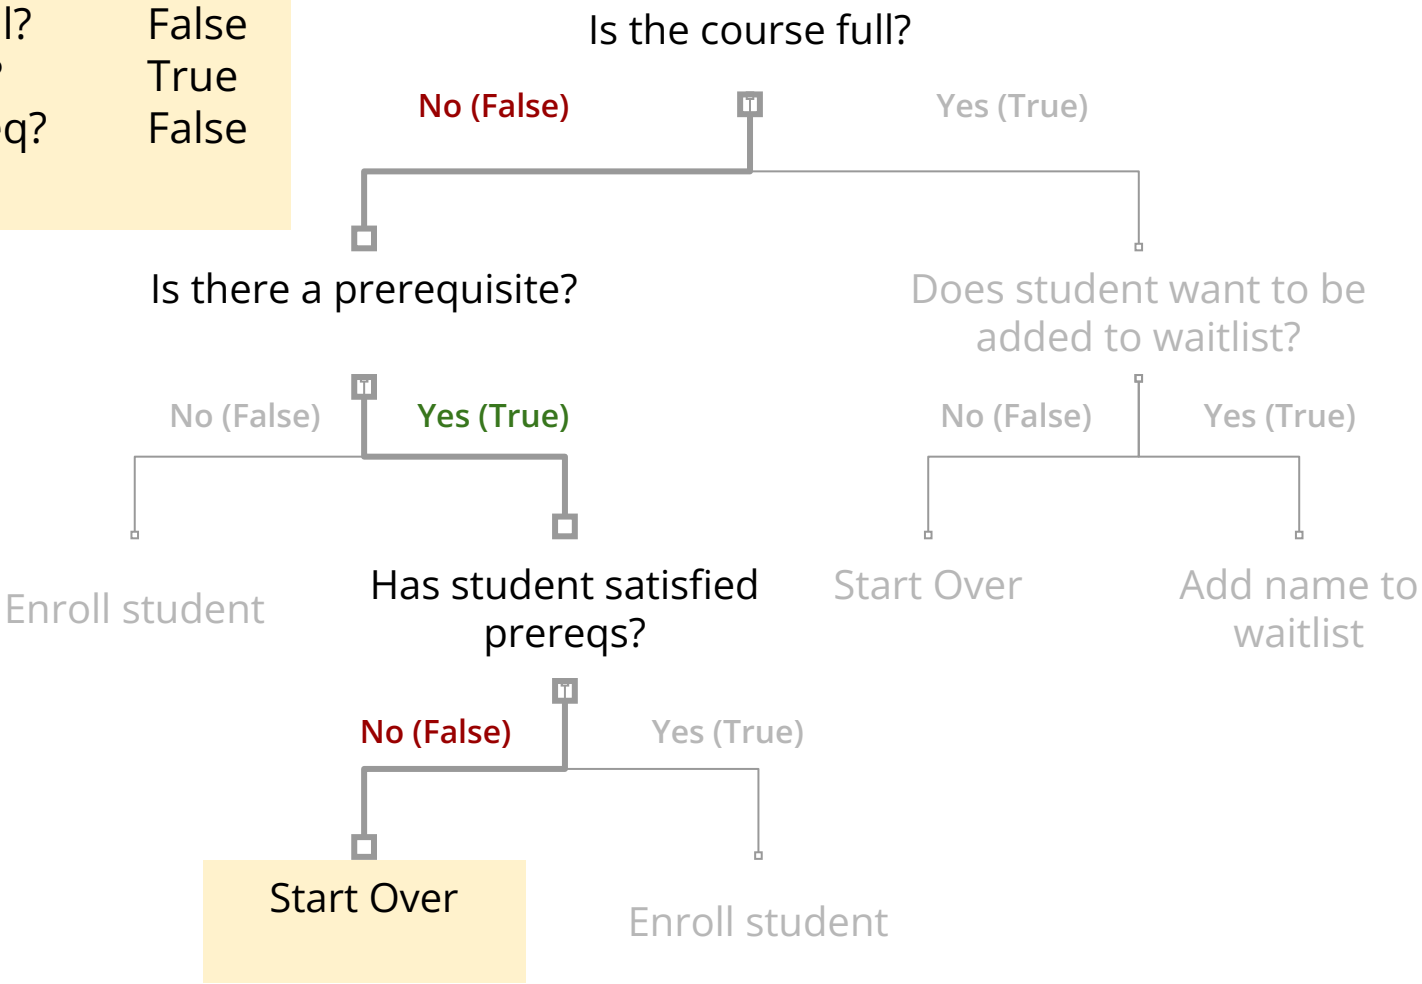 l? False
? True
q? False
Is the course full?
No (False) Yes (True)
Is there a prerequisite?
Does student want to be
added to waitlist?
No (False) Yes (True)
No (False) Yes (True)
Enroll student
Has student satisfied
prereqs?
Start Over
Add name to
waitlist
No (False) Yes (True)
Start Over
Enroll student